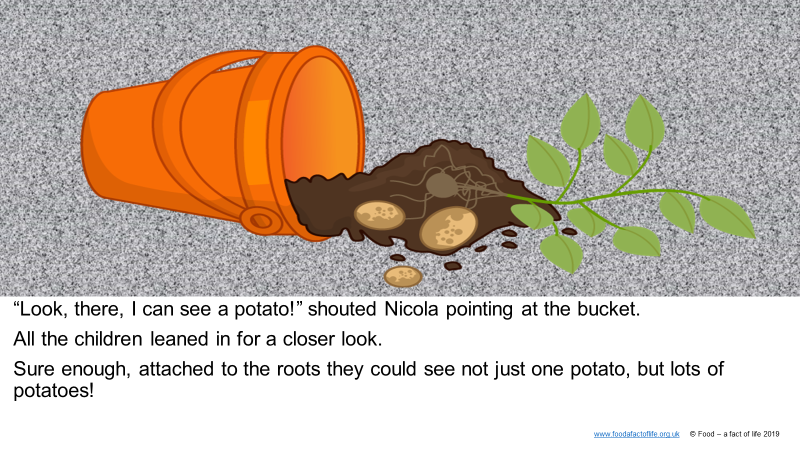 “Look, there, I can see a potato!” shouted Nicola pointing at the bucket.
All the children leaned in for a closer look.
Sure enough, attached to the roots they could see not just one potato, but lots of
potatoes!
www.foodafactoflife.org.uk © Food – a fact of life 2019